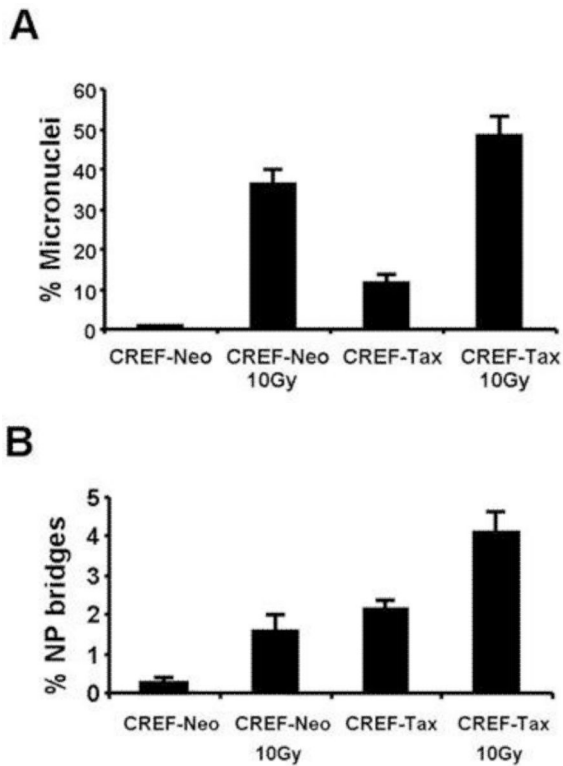 A
% Micronuclei
60
50
40
30
20
10
0
CREF-Neo CREF-Neo CREF-Tax CREF-Tax
10Gy 10Gy
B
% NP bridges
5
4
3
2
1
0
CREF-Neo CREF-Neo CREF-Tax CREF-Tax
10Gy 10Gy